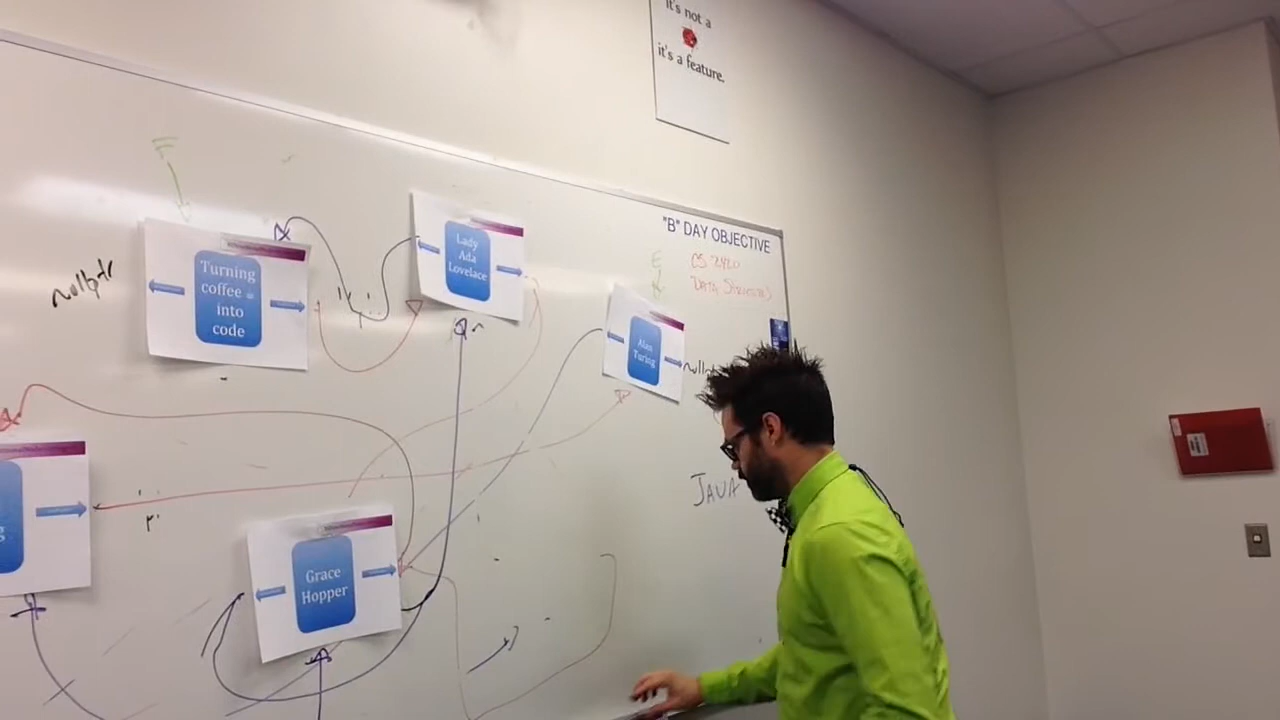 it's not a
it's a feature.
"B" DAY OBJECTIVE
CS 2420
DATA STRUCTURES
F
nullptr
Turning
coffee
into
code
Lady
Ada
Lovelace
E
Alan
Turing
JAVA
Grace
Hopper